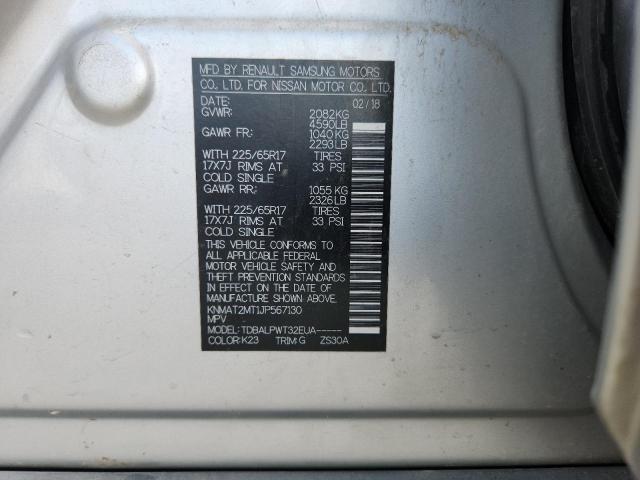 MFD BY RENAULT SAMSUNG MOTORS
CO., LTD. FOR NISSAN MOTOR CO., LTD.
DATE: 02/18
GVWR: 2082KG
4590LB
GAWR FR: 1040KG
2293LB
WITH 225/65R17 TIRES
17X7J RIMS AT 33 PSI
COLD SINGLE
GAWR RR: 1055 KG
2326LB
WITH 225/65R17 TIRES
17X7J RIMS AT 33 PSI
COLD SINGLE
THIS VEHICLE CONFORMS TO
ALL APPLICABLE FEDERAL
MOTOR VEHICLE SAFETY AND
THEFT PREVENTION STANDARDS
IN EFFECT ON THE DATE OF
MANUFACTURE SHOWN ABOVE.
KNMAT2MT1JP567130
MPV
MODEL: TDBALPWT32EUA-----
COLOR: K23 TRIM: G ZS30A